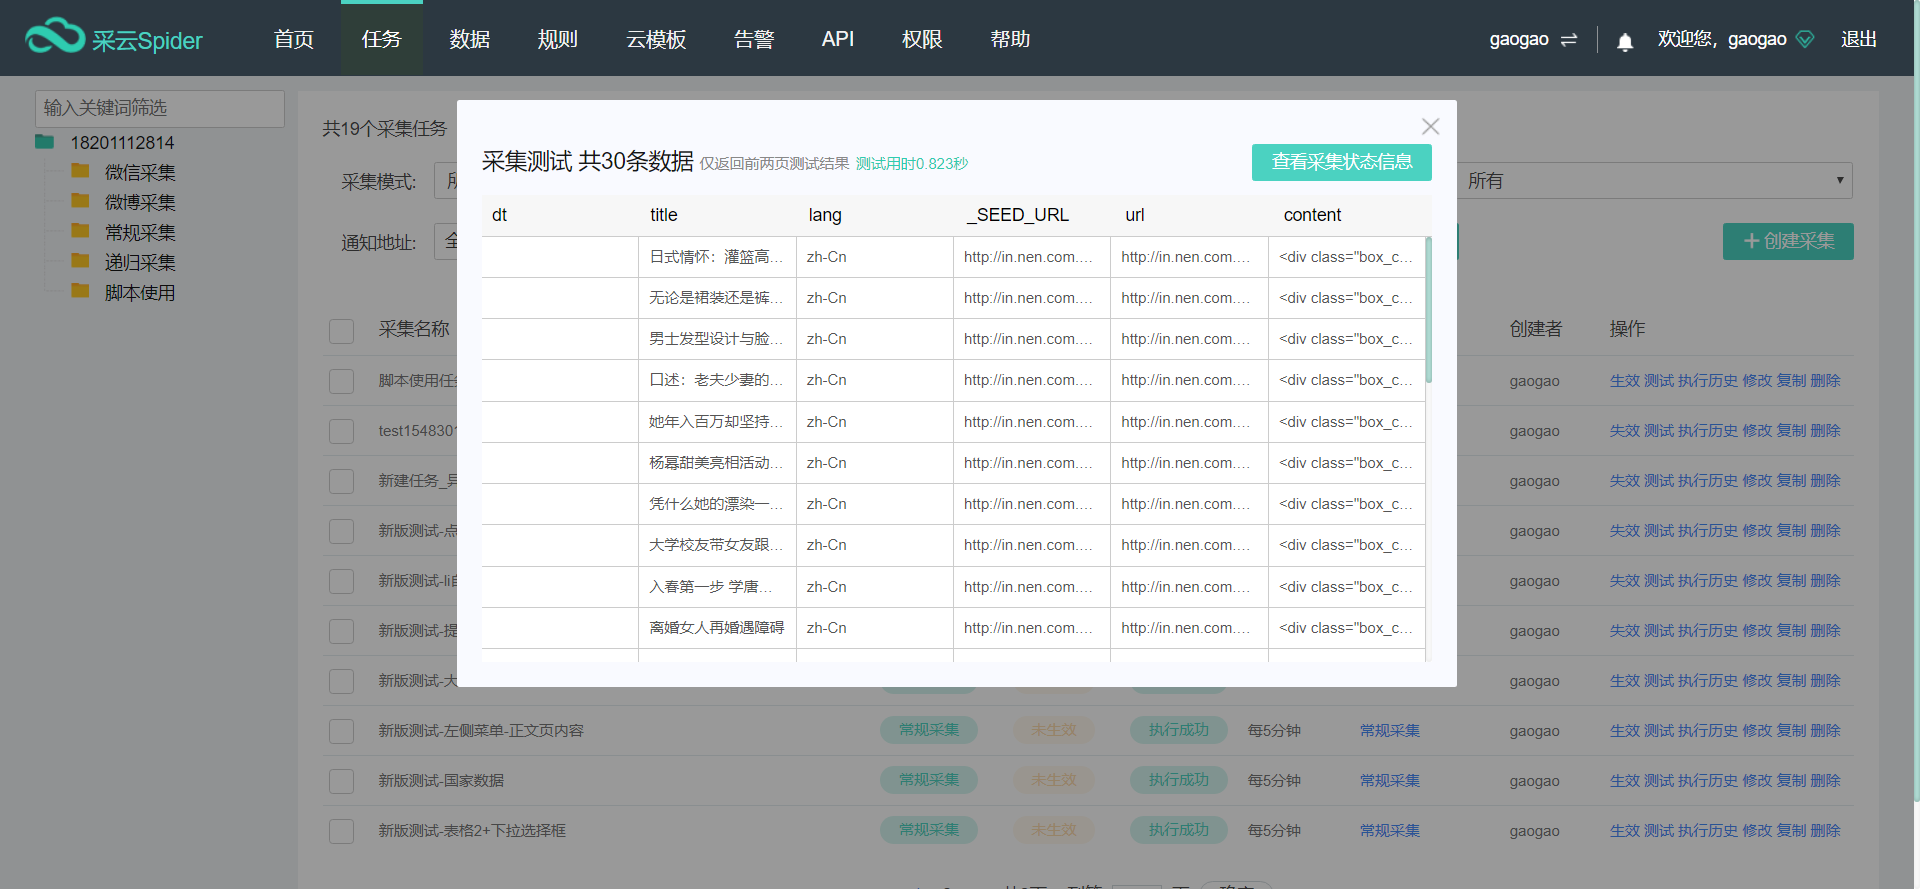 采云Spider 首页 任务 数据 规则 云模板 告警 API 权限 帮助 gaogao 欢迎您，gaogao 退出
输入关键词筛选
18201112814
微信采集
微博采集
常规采集
递归采集
脚本使用
共19个采集任务
采集模式: 所有
通知地址: 全
创建采集
采集测试 共30条数据 仅返回前两页测试结果 测试用时0.823秒 查看采集状态信息
dt title lang _SEED_URL url content
日式情怀：灌篮高... zh-Cn http://in.nen.com.... http://in.nen.com.... <div class="box_c...
无论是裙装还是裤... zh-Cn http://in.nen.com.... http://in.nen.com.... <div class="box_c...
男士发型设计与脸... zh-Cn http://in.nen.com.... http://in.nen.com.... <div class="box_c...
口述：老夫少妻的... zh-Cn http://in.nen.com.... http://in.nen.com.... <div class="box_c...
她年入百万却坚持... zh-Cn http://in.nen.com.... http://in.nen.com.... <div class="box_c...
杨幂甜美亮相活动... zh-Cn http://in.nen.com.... http://in.nen.com.... <div class="box_c...
凭什么她的漂染一... zh-Cn http://in.nen.com.... http://in.nen.com.... <div class="box_c...
大学校友带女友跟... zh-Cn http://in.nen.com.... http://in.nen.com.... <div class="box_c...
入春第一步 学唐... zh-Cn http://in.nen.com.... http://in.nen.com.... <div class="box_c...
离婚女人再婚遇障碍 zh-Cn http://in.nen.com.... http://in.nen.com.... <div class="box_c...
采集名称 创建者 操作
脚本使用任 gaogao 生效 测试 执行历史 修改 复制 删除
test154830 gaogao 失效 测试 执行历史 修改 复制 删除
新建任务_ gaogao 失效 测试 执行历史 修改 复制 删除
新版测试-点 gaogao 失效 测试 执行历史 修改 复制 删除
新版测试-li gaogao 失效 测试 执行历史 修改 复制 删除
新版测试-提 gaogao 失效 测试 执行历史 修改 复制 删除
新版测试-大 gaogao 生效 测试 执行历史 修改 复制 删除
新版测试-左侧菜单-正文页内容 常规采集 未生效 执行成功 每5分钟 常规采集 gaogao 生效 测试 执行历史 修改 复制 删除
新版测试-国家数据 常规采集 未生效 执行成功 每5分钟 常规采集 gaogao 生效 测试 执行历史 修改 复制 删除
新版测试-表格2+下拉选择框 常规采集 未生效 执行成功 每5分钟 常规采集 gaogao 生效 测试 执行历史 修改 复制 删除